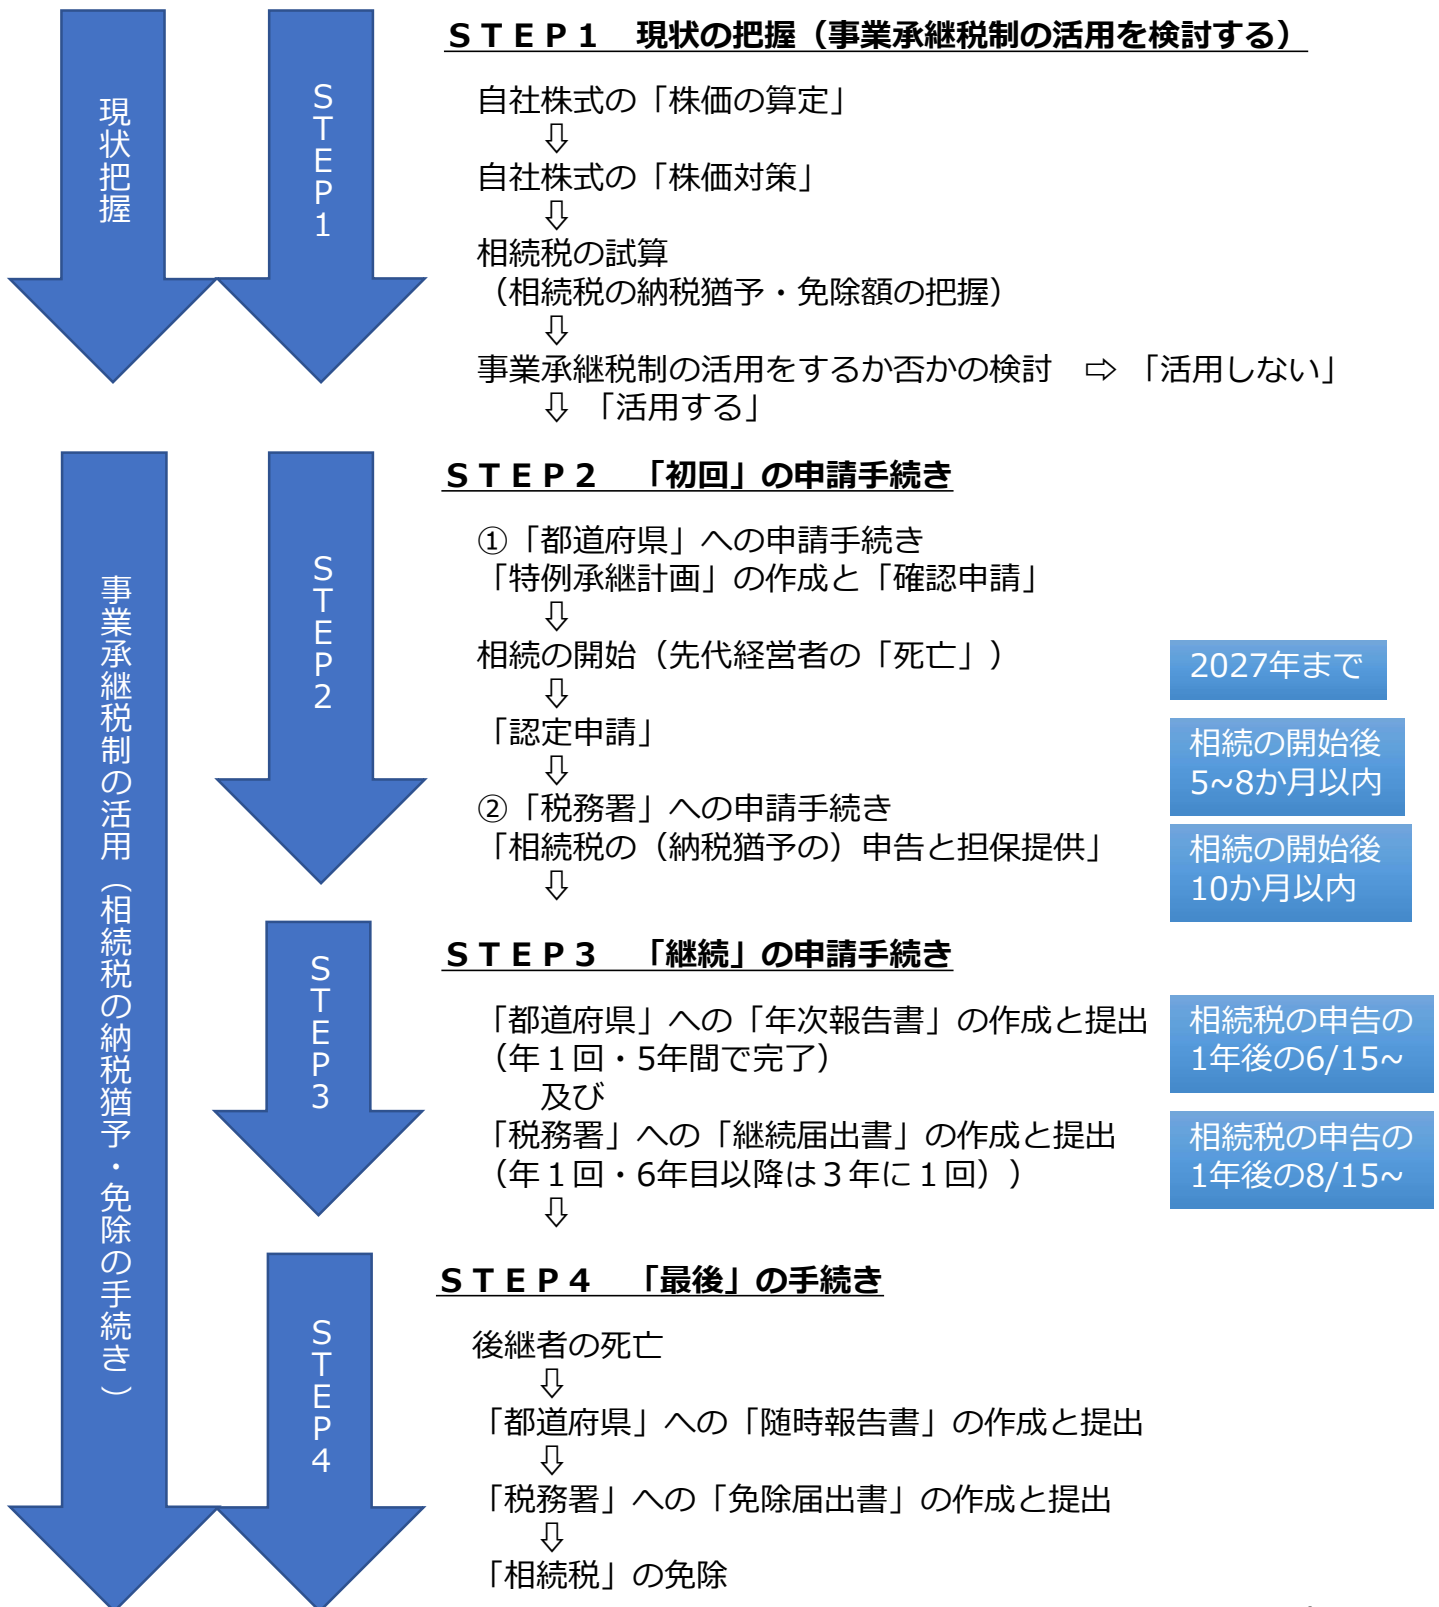 現状把握
STEP1
STEP1　現状の把握（事業承継税制の活用を検討する）
自社株式の「株価の算定」
⇩
自社株式の「株価対策」
⇩
相続税の試算
（相続税の納税猶予・免除額の把握）
⇩
事業承継税制の活用をするか否かの検討　⇨「活用しない」
⇩「活用する」
事業承継税制の活用（相続税の納税猶予・免除の手続き）
STEP2
STEP2　「初回」の申請手続き
①「都道府県」への申請手続き
「特例承継計画」の作成と「確認申請」
⇩
相続の開始（先代経営者の「死亡」）
2027年まで
⇩
「認定申請」
相続の開始後
5~8か月以内
⇩
②「税務署」への申請手続き
「相続税の（納税猶予の）申告と担保提供」
相続の開始後
10か月以内
⇩
STEP3
STEP3　「継続」の申請手続き
「都道府県」への「年次報告書」の作成と提出
（年１回・5年間で完了）
相続税の申告の
1年後の6/15~
及び
「税務署」への「継続届出書」の作成と提出
（年１回・6年目以降は３年に１回））
相続税の申告の
1年後の8/15~
⇩
STEP4
STEP4　「最後」の手続き
後継者の死亡
⇩
「都道府県」への「随時報告書」の作成と提出
⇩
「税務署」への「免除届出書」の作成と提出
⇩
「相続税」の免除